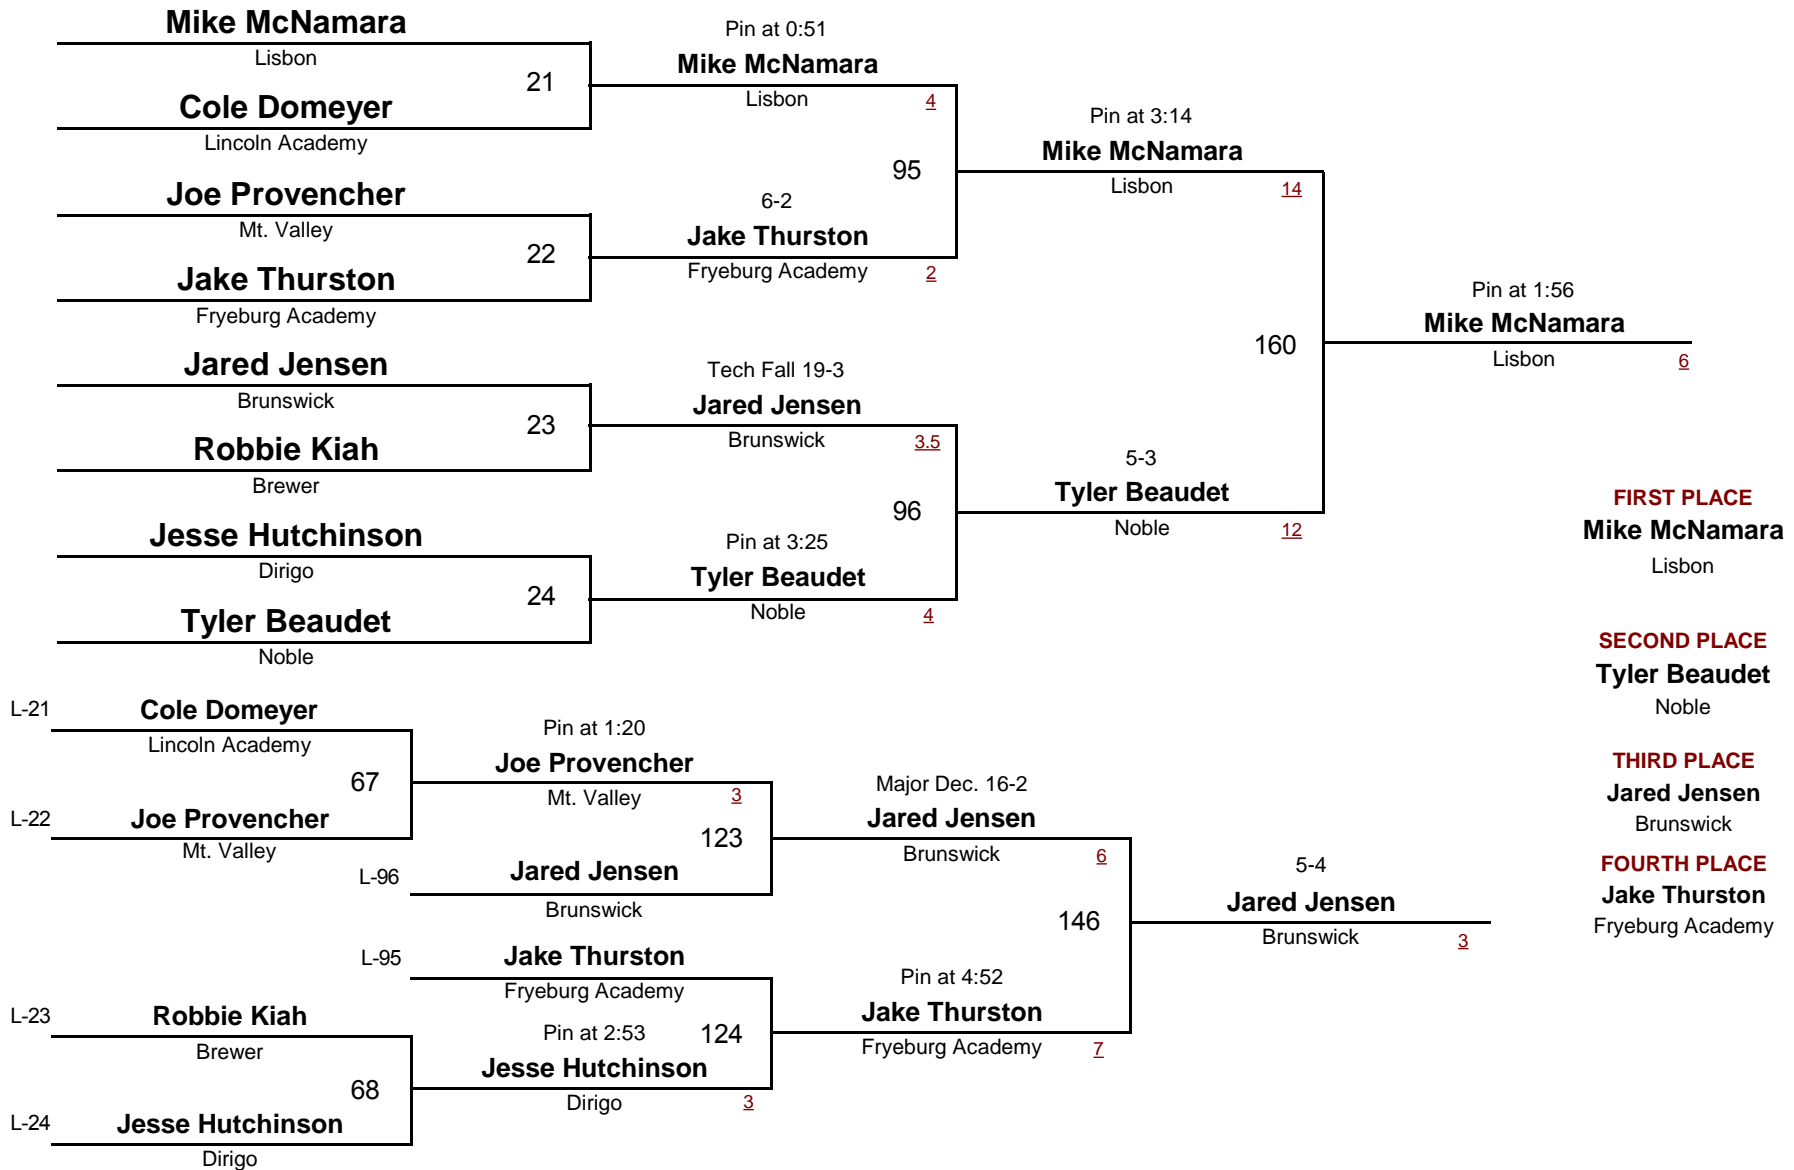 Mike McNamara
Lisbon
21
Cole Domeyer
Lincoln Academy
Joe Provencher
Mt. Valley
22
Jake Thurston
Fryeburg Academy
Jared Jensen
Brunswick
23
Robbie Kiah
Brewer
Jesse Hutchinson
Dirigo
24
Tyler Beaudet
Noble
Pin at 0:51
Mike McNamara
Lisbon 4
95
6-2
Jake Thurston
Fryeburg Academy 2
Tech Fall 19-3
Jared Jensen
Brunswick 3.5
96
Pin at 3:25
Tyler Beaudet
Noble 4
Pin at 3:14
Mike McNamara
Lisbon 14
160
5-3
Tyler Beaudet
Noble 12
Pin at 1:56
Mike McNamara
Lisbon 6
FIRST PLACE
Mike McNamara
Lisbon
SECOND PLACE
Tyler Beaudet
Noble
THIRD PLACE
Jared Jensen
Brunswick
FOURTH PLACE
Jake Thurston
Fryeburg Academy
L-21 Cole Domeyer
Lincoln Academy
67
L-22 Joe Provencher
Mt. Valley
Pin at 1:20
Joe Provencher
Mt. Valley 3
123
L-96 Jared Jensen
Brunswick
L-95 Jake Thurston
Fryeburg Academy
124
L-23 Robbie Kiah
Brewer
68
L-24 Jesse Hutchinson
Dirigo
Pin at 2:53
Jesse Hutchinson
Dirigo 3
Major Dec. 16-2
Jared Jensen
Brunswick 6
146
Pin at 4:52
Jake Thurston
Fryeburg Academy 7
5-4
Jared Jensen
Brunswick 3